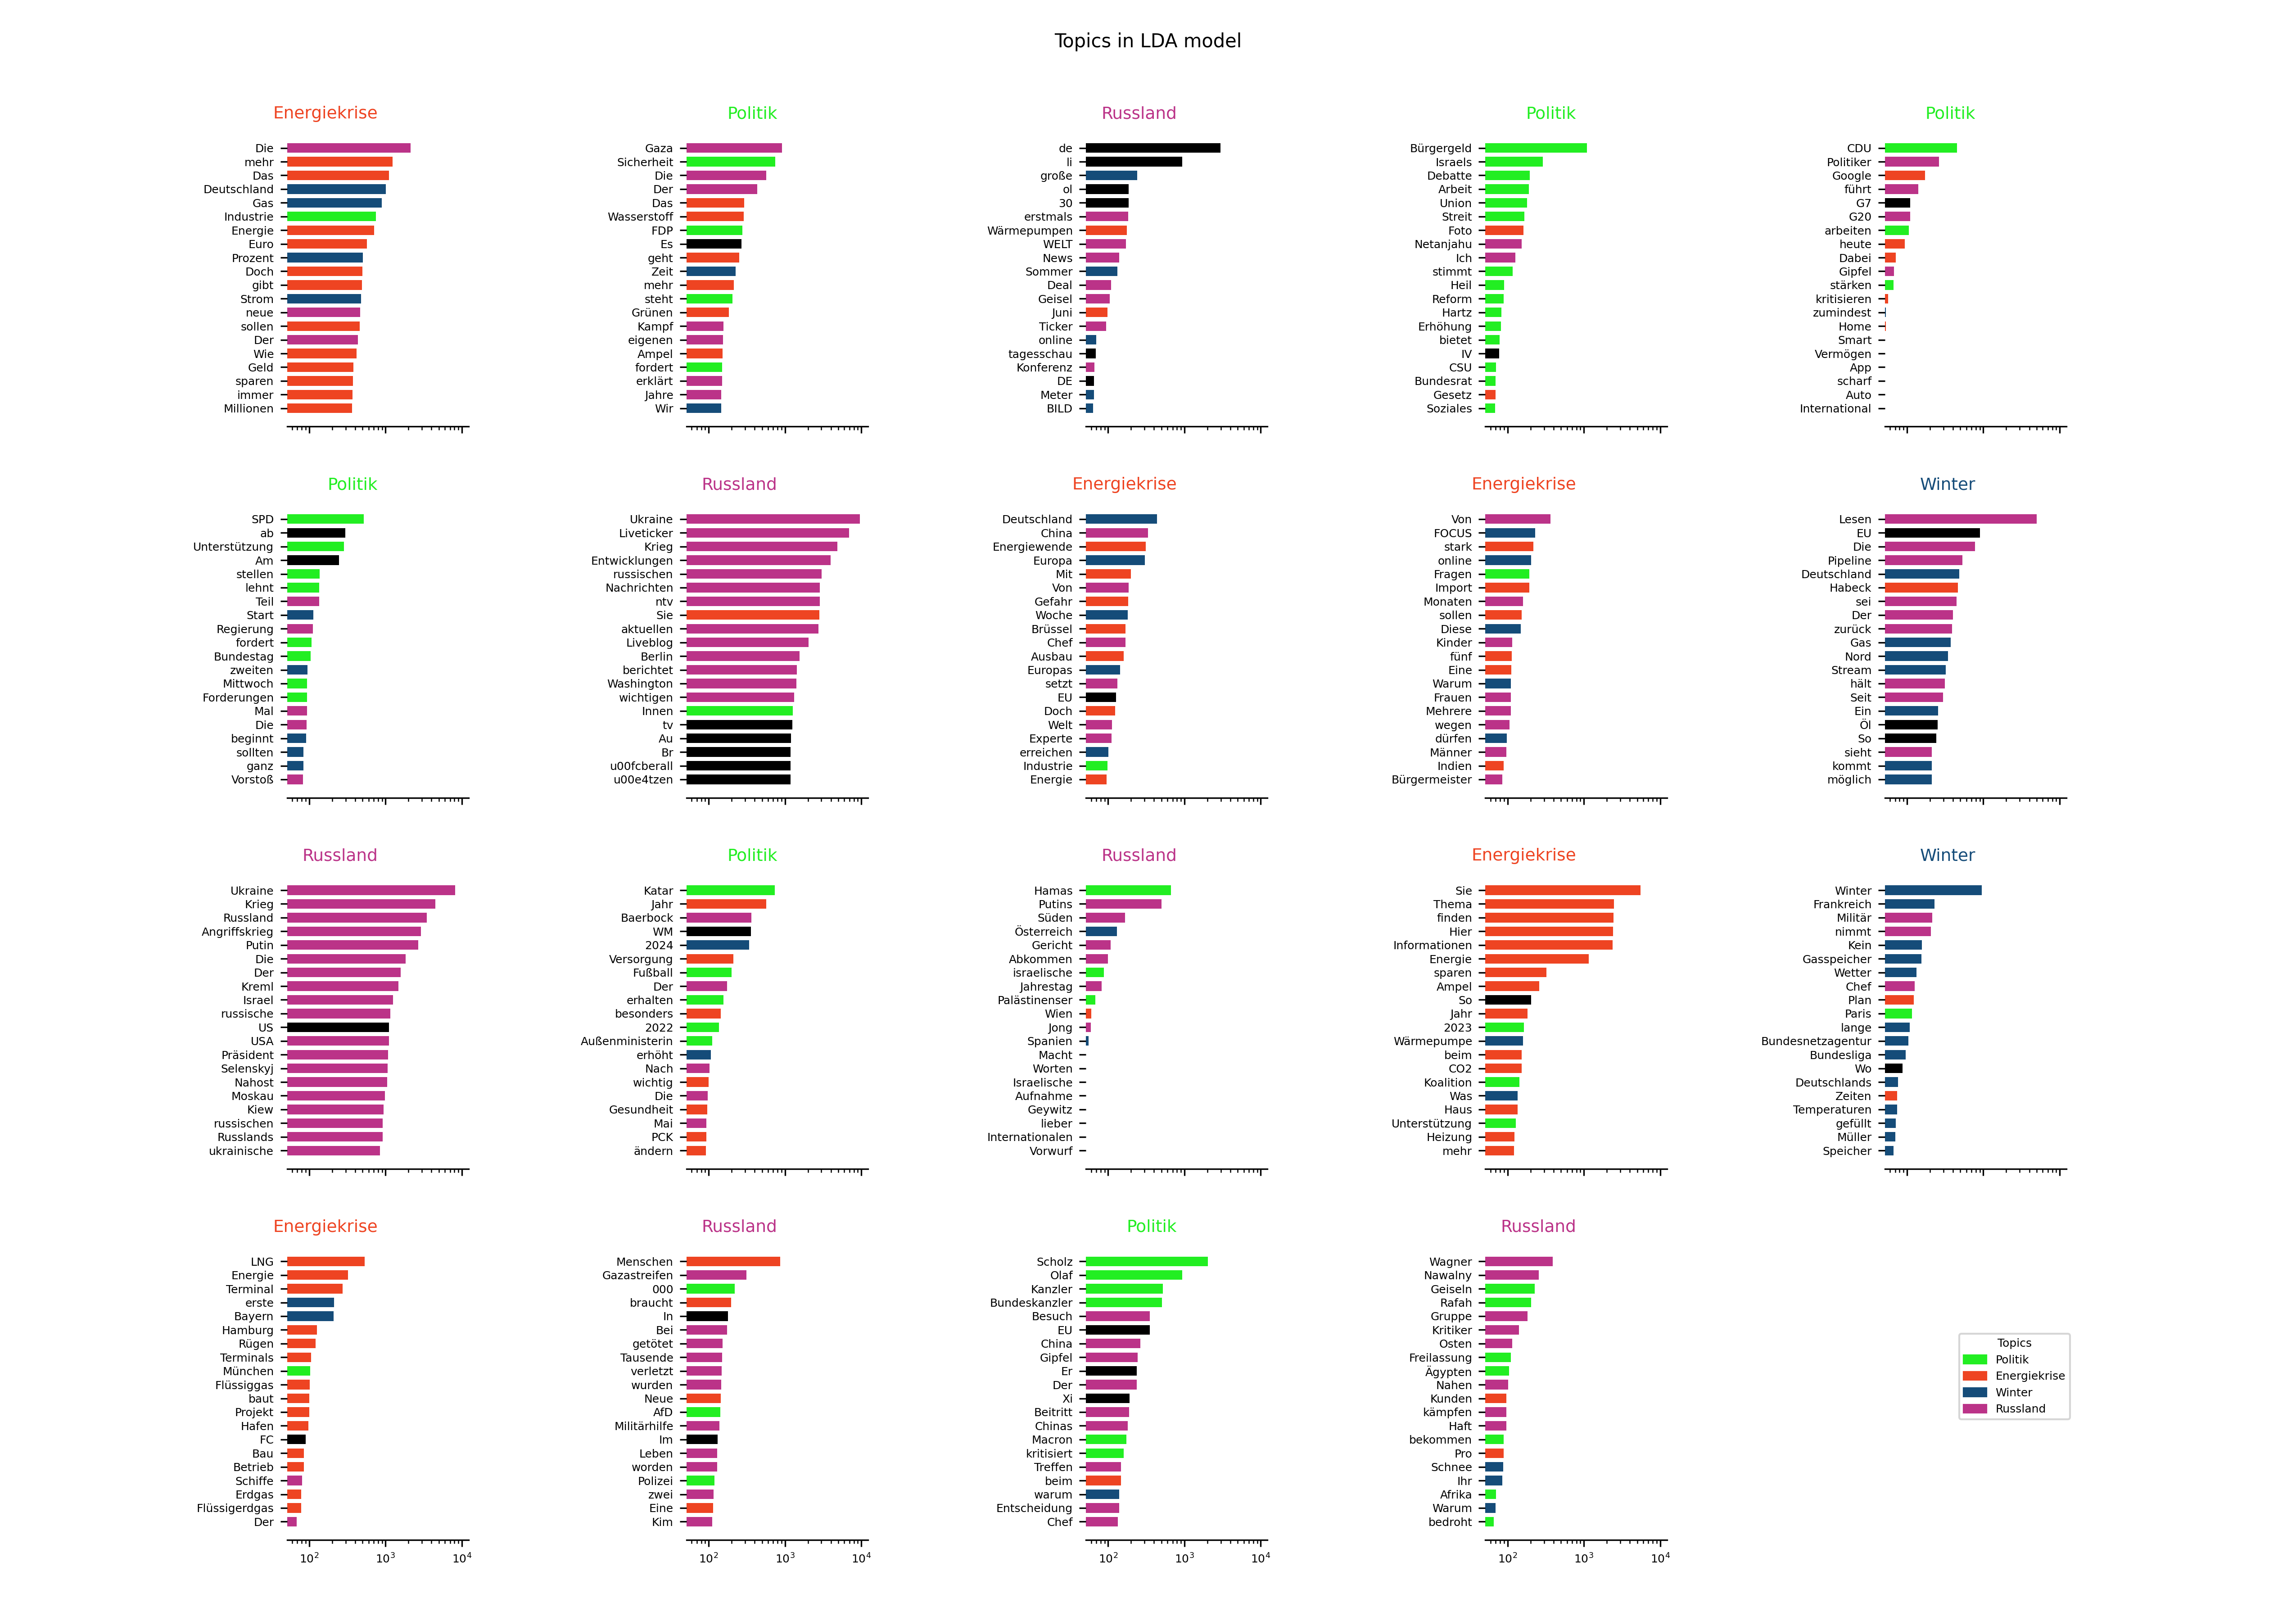 Topics in LDA model
Energiekrise
Die
mehr
Das
Deutschland
Gas
Industrie
Energie
Euro
Prozent
Doch
gibt
Strom
neue
sollen
Der
Wie
Geld
sparen
immer
Millionen
Politik
Gaza
Sicherheit
Die
Der
Das
Wasserstoff
FDP
Es
geht
Zeit
mehr
steht
Grünen
Kampf
eigenen
Ampel
fordert
erklärt
Jahre
Wir
Russland
de
li
große
ol
30
erstmals
Wärmepumpen
WELT
News
Sommer
Deal
Geisel
Juni
Ticker
online
tagesschau
Konferenz
DE
Meter
BILD
Politik
Bürgergeld
Israels
Debatte
Arbeit
Union
Streit
Foto
Netanjahu
Ich
stimmt
Heil
Reform
Hartz
Erhöhung
bietet
IV
CSU
Bundesrat
Gesetz
Soziales
Politik
CDU
Politiker
Google
führt
G7
G20
arbeiten
heute
Dabei
Gipfel
stärken
kritisieren
zumindest
Home
Smart
Vermögen
App
scharf
Auto
International
Politik
SPD
ab
Unterstützung
Am
stellen
lehnt
Teil
Start
Regierung
fordert
Bundestag
zweiten
Mittwoch
Forderungen
Mal
Die
beginnt
sollten
ganz
Vorstoß
Russland
Ukraine
Liveticker
Krieg
Entwicklungen
russischen
Nachrichten
ntv
Sie
aktuellen
Liveblog
Berlin
berichtet
Washington
wichtigen
Innen
tv
Au
Br
u00fcberall
u00e4tzen
Energiekrise
Deutschland
China
Energiewende
Europa
Mit
Von
Gefahr
Woche
Brüssel
Chef
Ausbau
Europas
setzt
EU
Doch
Welt
Experte
erreichen
Industrie
Energie
Energiekrise
Von
FOCUS
stark
online
Fragen
Import
Monaten
sollen
Diese
Kinder
fünf
Eine
Warum
Frauen
Mehrere
wegen
dürfen
Männer
Indien
Bürgermeister
Winter
Lesen
EU
Die
Pipeline
Deutschland
Habeck
sei
Der
zurück
Gas
Nord
Stream
hält
Seit
Ein
Öl
So
sieht
kommt
möglich
Russland
Ukraine
Krieg
Russland
Angriffskrieg
Putin
Die
Der
Kreml
Israel
russische
US
USA
Präsident
Selenskyj
Nahost
Moskau
Kiew
russischen
Russlands
ukrainische
Politik
Katar
Jahr
Baerbock
WM
2024
Versorgung
Fußball
Der
erhalten
besonders
2022
Außenministerin
erhöht
Nach
wichtig
Die
Gesundheit
Mai
PCK
ändern
Russland
Hamas
Putins
Süden
Österreich
Gericht
Abkommen
israelische
Jahrestag
Palästinenser
Wien
Jong
Spanien
Macht
Worten
Israelische
Aufnahme
Geywitz
lieber
Internationalen
Vorwurf
Energiekrise
Sie
Thema
finden
Hier
Informationen
Energie
sparen
Ampel
So
Jahr
2023
Wärmepumpe
beim
CO2
Koalition
Was
Haus
Unterstützung
Heizung
mehr
Winter
Winter
Frankreich
Militär
nimmt
Kein
Gasspeicher
Wetter
Chef
Plan
Paris
lange
Bundesnetzagentur
Bundesliga
Wo
Deutschlands
Zeiten
Temperaturen
gefüllt
Müller
Speicher
Energiekrise
LNG
Energie
Terminal
erste
Bayern
Hamburg
Rügen
Terminals
München
Flüssiggas
baut
Projekt
Hafen
FC
Bau
Betrieb
Schiffe
Erdgas
Flüssigerdgas
Der
10² 10³ 10⁴
Russland
Menschen
Gazastreifen
000
braucht
In
Bei
getötet
Tausende
verletzt
wurden
Neue
AfD
Militärhilfe
Im
Leben
worden
Polizei
zwei
Eine
Kim
10² 10³ 10⁴
Politik
Scholz
Olaf
Kanzler
Bundeskanzler
Besuch
EU
China
Gipfel
Er
Der
Xi
Beitritt
Chinas
Macron
kritisiert
Treffen
beim
warum
Entscheidung
Chef
10² 10³ 10⁴
Russland
Wagner
Nawalny
Geiseln
Rafah
Gruppe
Kritiker
Osten
Freilassung
Ägypten
Nahen
Kunden
kämpfen
Haft
bekommen
Pro
Schnee
Ihr
Afrika
Warum
bedroht
10² 10³ 10⁴
Topics
Politik
Energiekrise
Winter
Russland